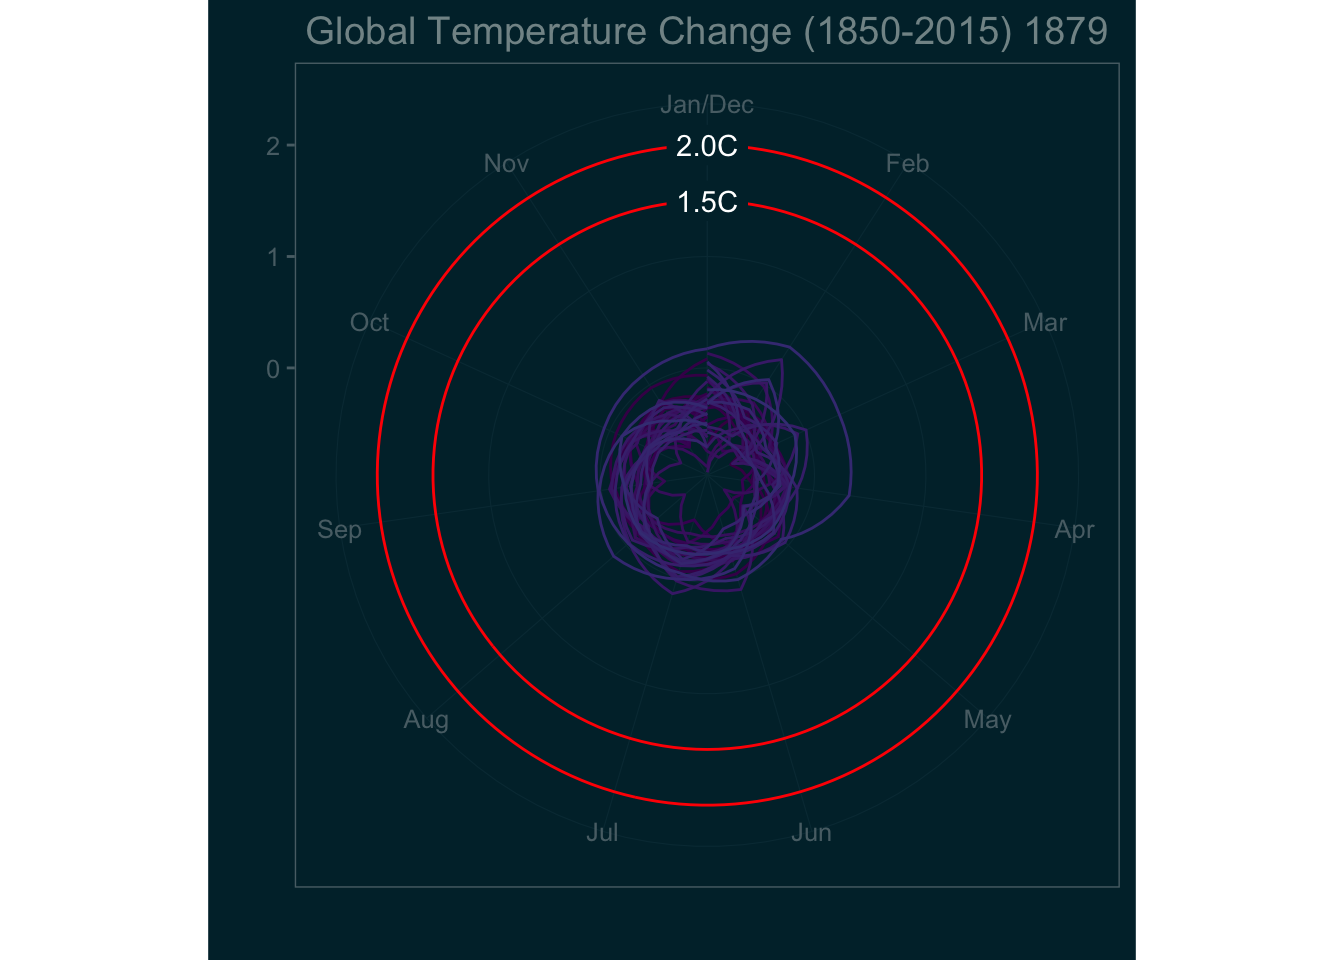 Global Temperature Change (1850-2015) 1879
Jan/Dec
2
2.0C
Nov
Feb
1.5C
1
Oct
Mar
0
Sep
Apr
Aug
May
Jul
Jun